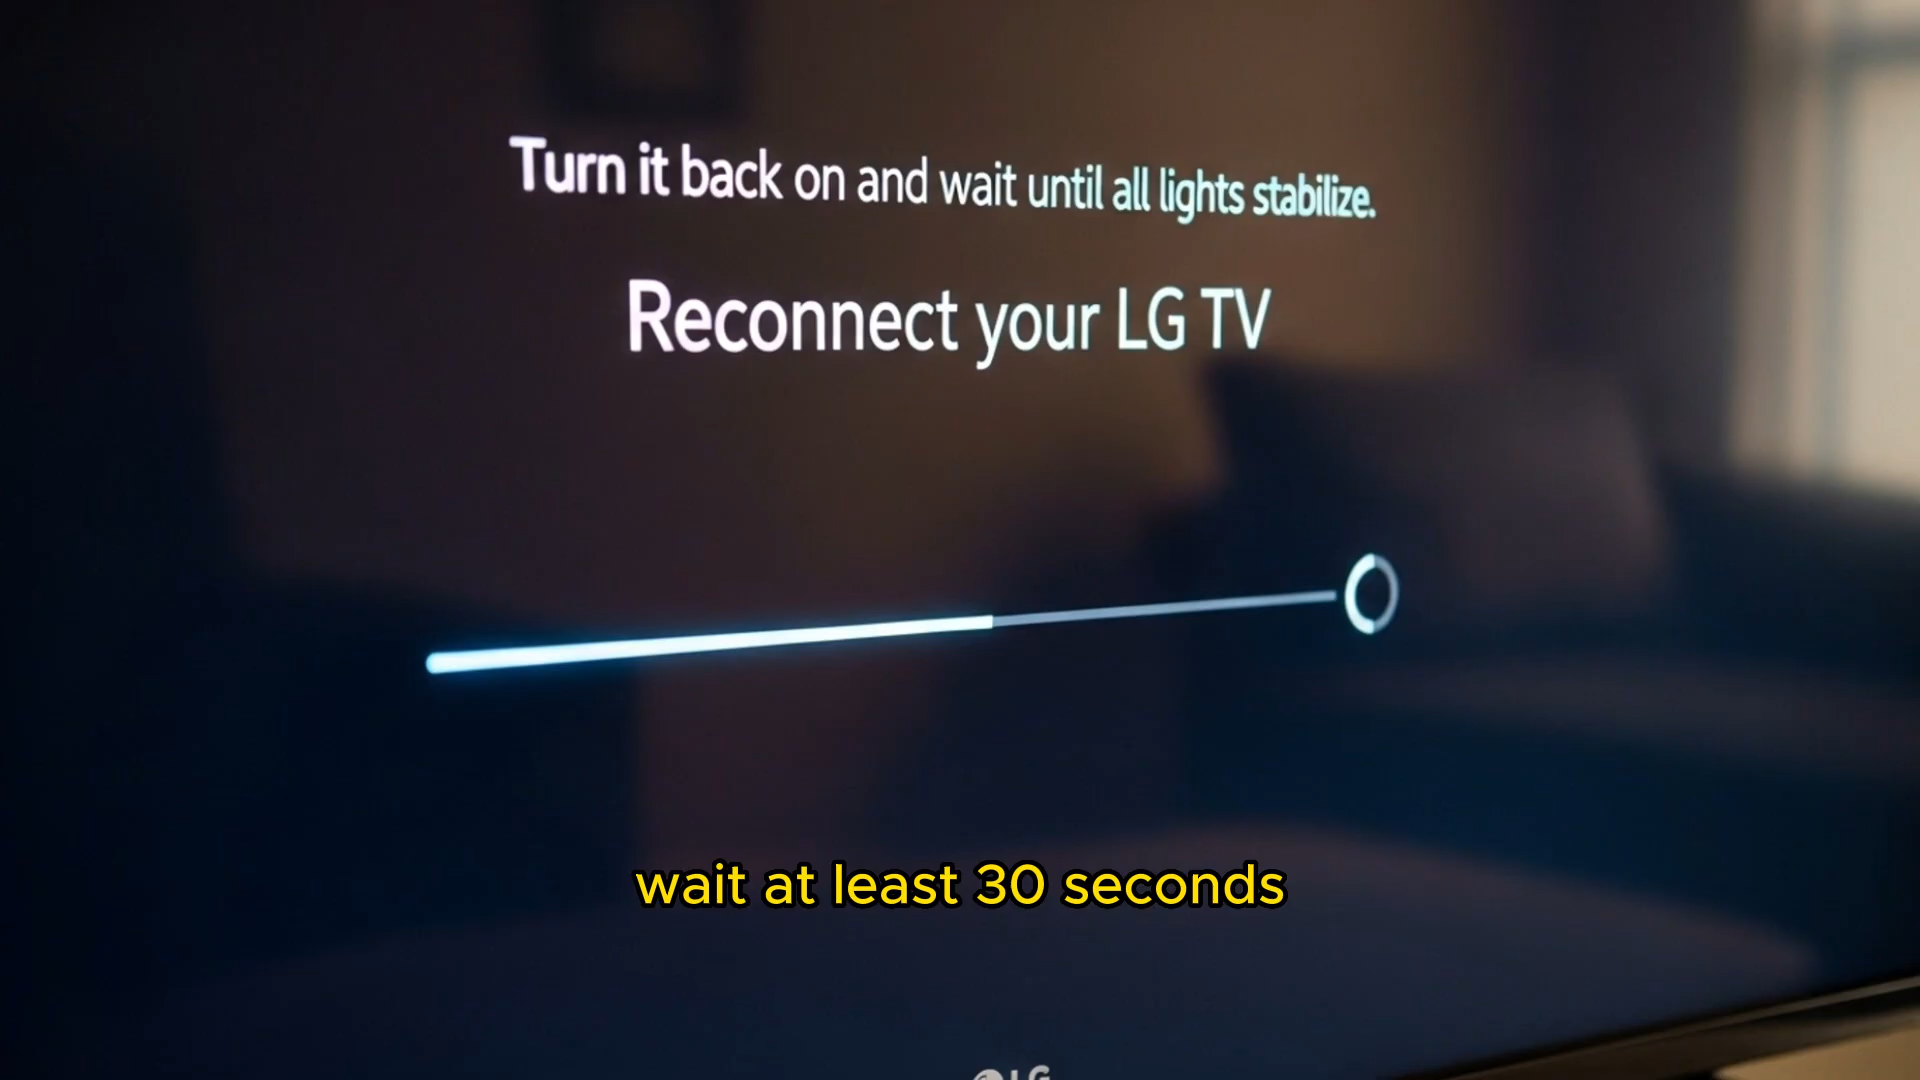 Turn it back on and wait until all lights stabilize.
Reconnect your LG TV
wait at least 30 seconds
LG